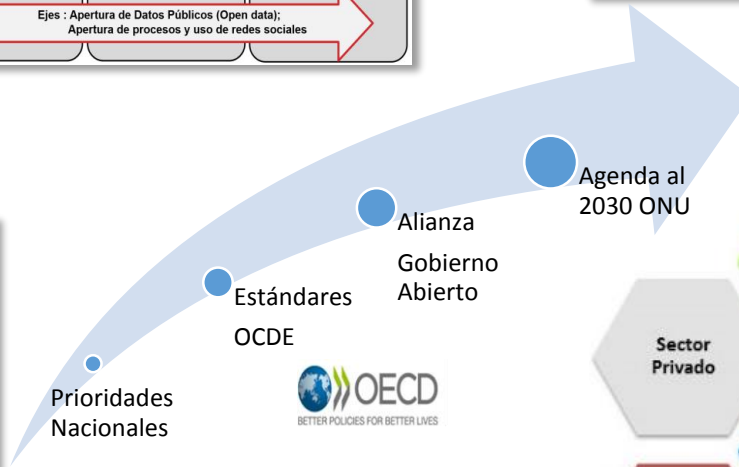 Ejes : Apertura de Datos Públicos (Open data);
Apertura de procesos y uso de redes sociales
Agenda al
2030 ONU
Alianza
Gobierno
Abierto
Estándares
OCDE
Sector
Privado
OECD
BETTER POLICIES FOR BETTER LIVES
Prioridades
Nacionales